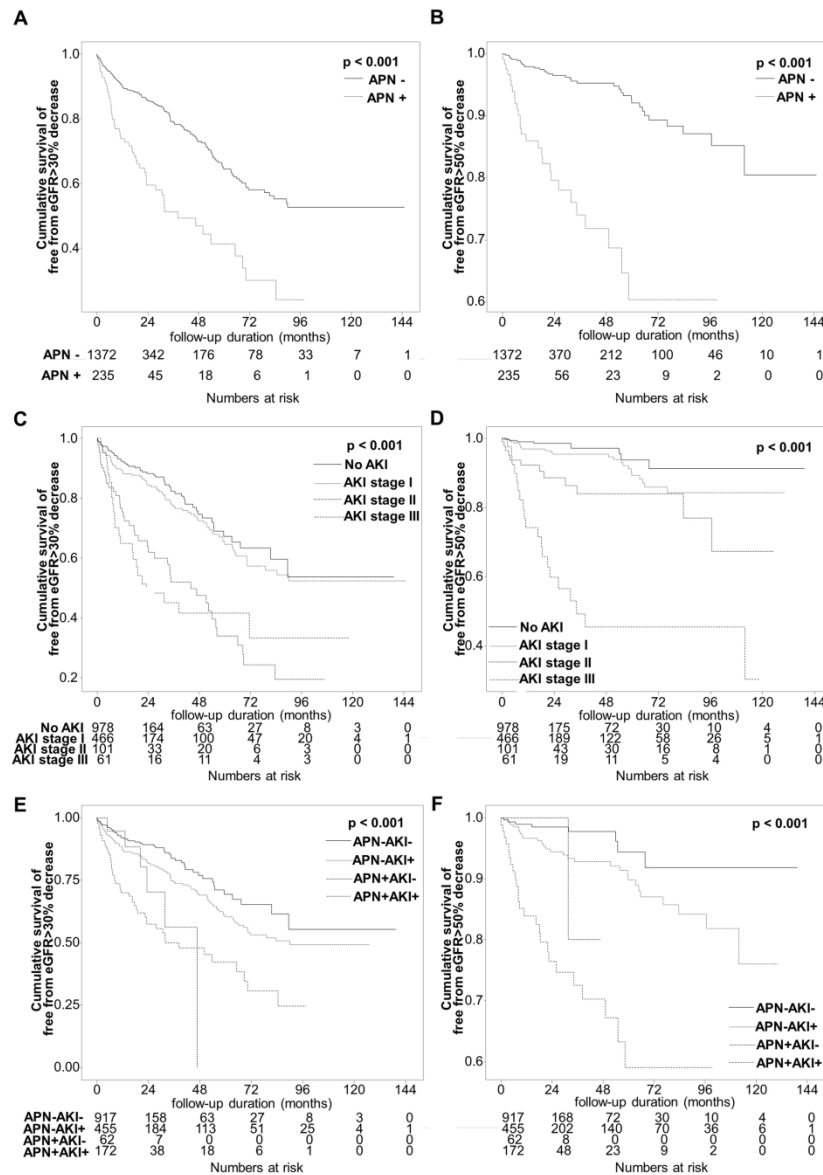 A
Cumulative survival of
free from eGFR>30% decrease
1.0
0.8
0.6
0.4
p < 0.001
APN -
APN +
0 24 48 72 96 120 144
follow-up duration (months)
APN - 1372 342 176 78 33 7 1
APN + 235 45 18 6 1 0 0
Numbers at risk
B
Cumulative survival of
free from eGFR>50% decrease
1.0
0.9
0.8
0.7
0.6
p < 0.001
APN -
APN +
0 24 48 72 96 120 144
follow-up duration (months)
1372 370 212 100 46 10 1
235 56 23 9 2 0 0
Numbers at risk
C
Cumulative survival of
free from eGFR>30% decrease
1.0
0.8
0.6
0.4
0.2
p < 0.001
No AKI
AKI stage I
AKI stage II
AKI stage III
0 24 48 72 96 120 144
follow-up duration (months)
No AKI 978 164 63 27 8 3 0
AKI stage I 466 174 100 47 20 4 1
AKI stage II 101 33 20 6 3 0 0
AKI stage III 61 16 11 4 3 0 0
Numbers at risk
D
Cumulative survival of
free from eGFR>50% decrease
1.0
0.8
0.6
0.4
p < 0.001
No AKI
AKI stage I
AKI stage II
AKI stage III
0 24 48 72 96 120 144
follow-up duration (months)
978 175 72 30 10 4 0
466 189 122 58 26 5 1
101 43 30 16 8 1 0
61 19 11 5 4 0 0
Numbers at risk
E
Cumulative survival of
free from eGFR>30% decrease
1.00
0.75
0.50
0.25
0.00
p < 0.001
APN-AKI-
APN-AKI+
APN+AKI-
APN+AKI+
0 24 48 72 96 120 144
follow-up duration (months)
APN-AKI- 917 158 63 27 8 3 0
APN-AKI+ 455 184 113 51 25 4 1
APN+AKI- 62 7 0 0 0 0 0
APN+AKI+ 172 38 18 6 1 0 0
Numbers at risk
F
Cumulative survival of
free from eGFR>50% decrease
1.0
0.9
0.8
0.7
0.6
p < 0.001
APN-AKI-
APN-AKI+
APN+AKI-
APN+AKI+
0 24 48 72 96 120 144
follow-up duration (months)
917 168 72 30 10 4 0
455 202 140 70 36 6 1
62 8 0 0 0 0 0
172 48 23 9 2 0 0
Numbers at risk